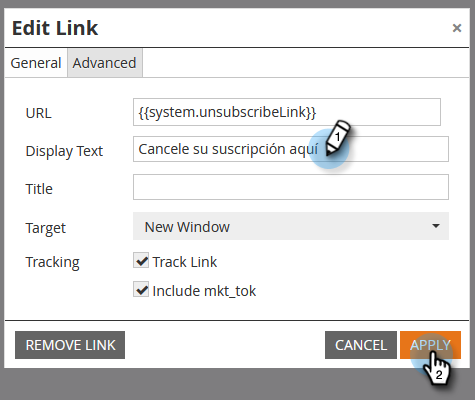 Edit Link
×
General Advanced
URL {{system.unsubscribeLink}}
Display Text Cancele su suscripción aquí
1
Title
Target New Window
Tracking Track Link
Include mkt_tok
REMOVE LINK CANCEL APPLY
2